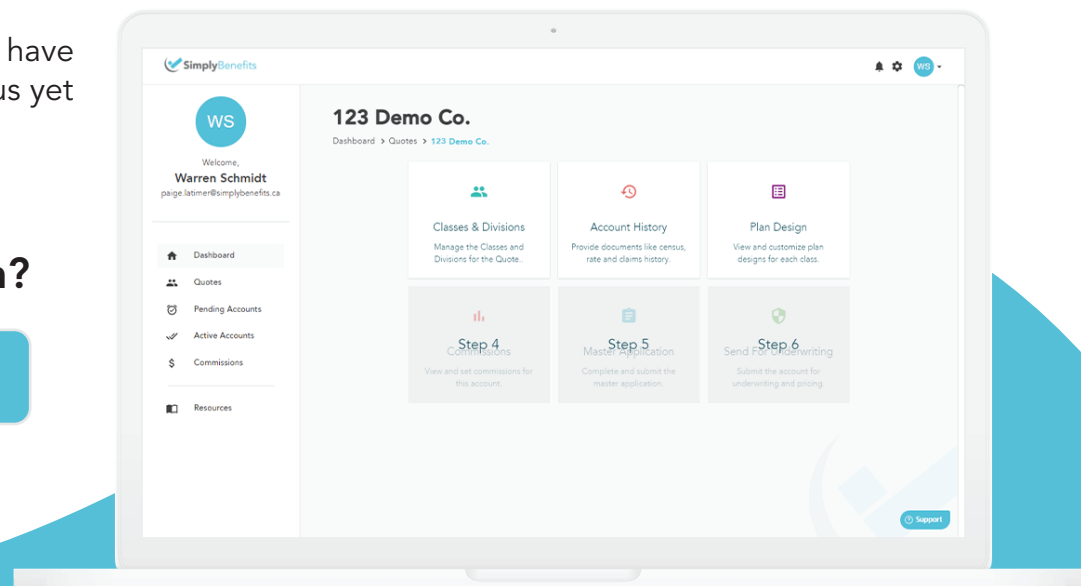 have
us yet
?
SimplyBenefits
WS
WS
Welcome,
Warren Schmidt
paige.latimer@simplybenefits.ca
Dashboard
Quotes
Pending Accounts
Active Accounts
Commissions
Resources
123 Demo Co.
Dashboard > Quotes > 123 Demo Co.
Classes & Divisions
Manage the Classes and
Divisions for the Quote.
Account History
Provide documents like census,
rate and claims history.
Plan Design
View and customize plan
designs for each class.
Step 4
Commissions
View and set commissions for
this account.
Step 5
Master Application
Complete and submit the
master application.
Step 6
Send For Underwriting
Submit the account for
underwriting and pricing.
Support